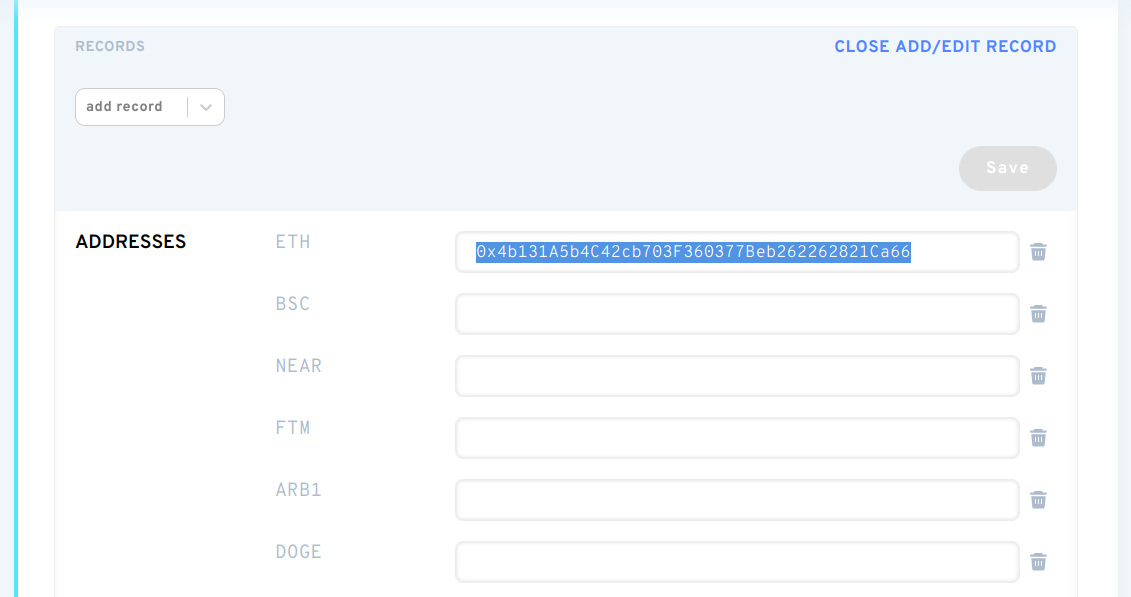 RECORDS
CLOSE ADD/EDIT RECORD
add record
Save
ADDRESSES
ETH
0x4b131A5b4C42cb703F360377Beb262262821Ca66
BSC
NEAR
FTM
ARB1
DOGE